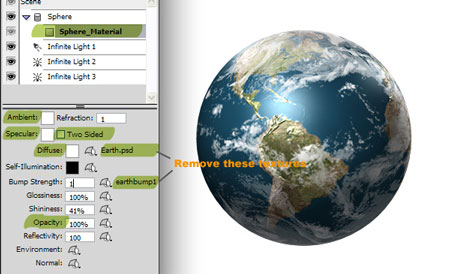 Scene
Sphere
Sphere_Material
Infinite Light 1
Infinite Light 2
Infinite Light 3
Ambient: Refraction: 1
Specular: Two Sided
Diffuse: Earth.psd
Remove these textures
Self-Illumination:
Bump Strength: 1 earthbump1
Glossiness: 100%
Shininess: 41%
Opacity: 100%
Reflectivity: 100
Environment:
Normal: